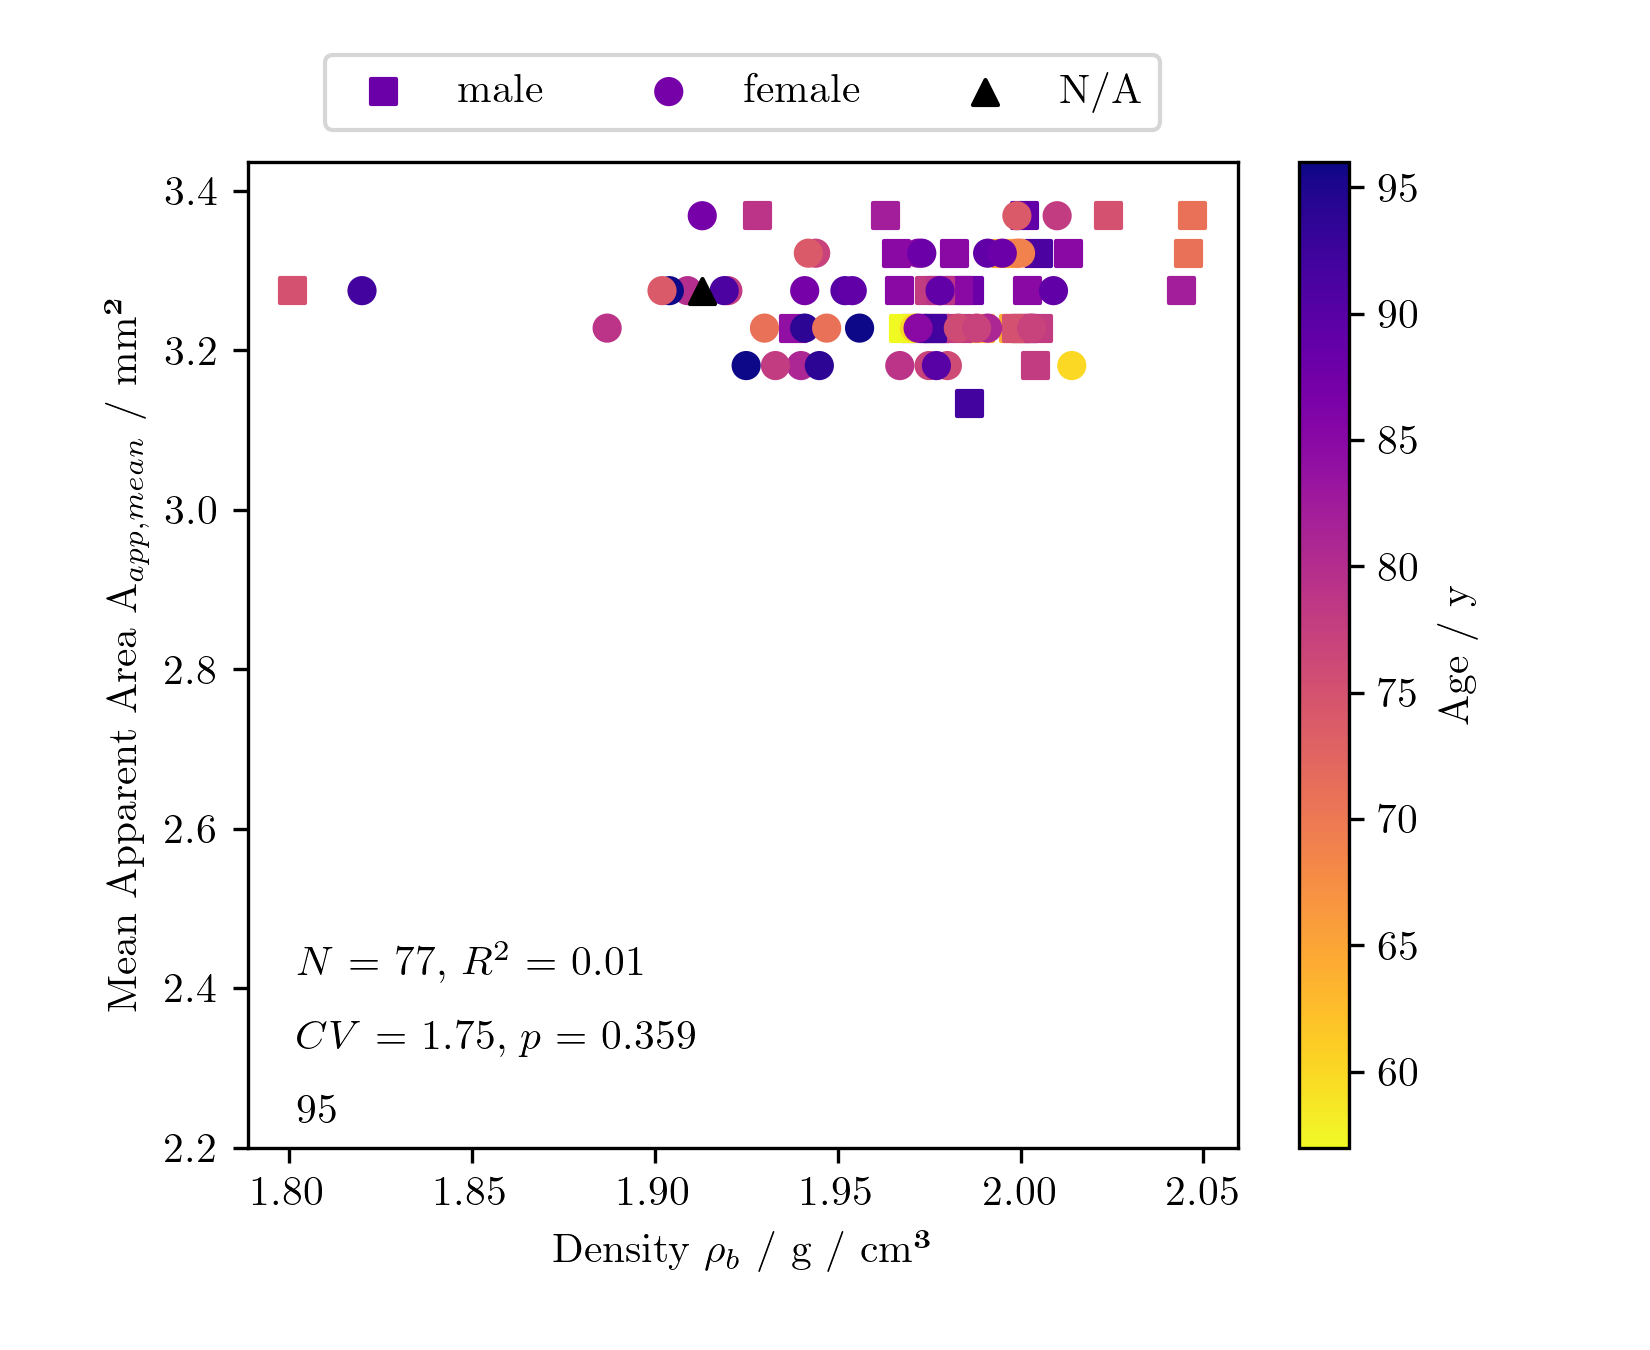 male female N/A
3.4
3.2
3.0
2.8
2.6
2.4
2.2
Mean Apparent Area A_app,mean / mm²
N = 77, R² = 0.01
CV = 1.75, p = 0.359
95
1.80 1.85 1.90 1.95 2.00 2.05
Density ρ_b / g / cm³
95
90
85
80
75
70
65
60
Age / y